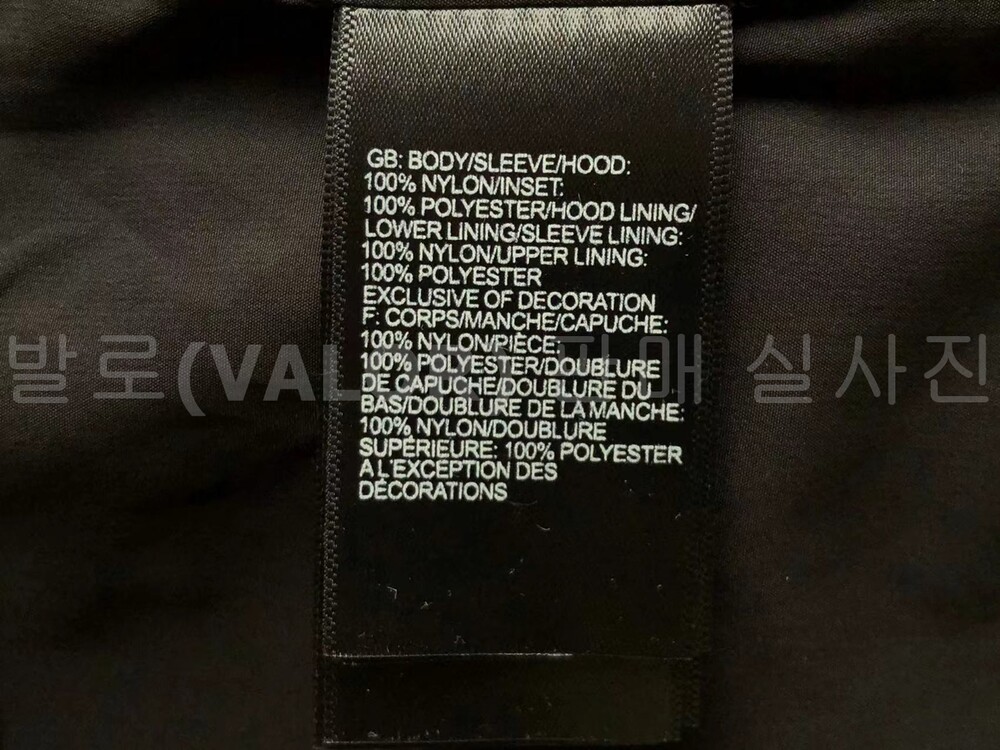 GB: BODY/SLEEVE/HOOD:
100% NYLON/INSET:
100% POLYESTER/HOOD LINING/
LOWER LINING/SLEEVE LINING:
100% NYLON/UPPER LINING:
100% POLYESTER
EXCLUSIVE OF DECORATION
F: CORPS/MANCHE/CAPUCHE:
100% NYLON/PIÈCE:
100% POLYESTER/DOUBLURE
DE CAPUCHE/DOUBLURE DU
BAS/DOUBLURE DE LA MANCHE:
100% NYLON/DOUBLURE
SUPÉRIEURE: 100% POLYESTER
A L'EXCEPTION DES
DÉCORATIONS
발로 실사진